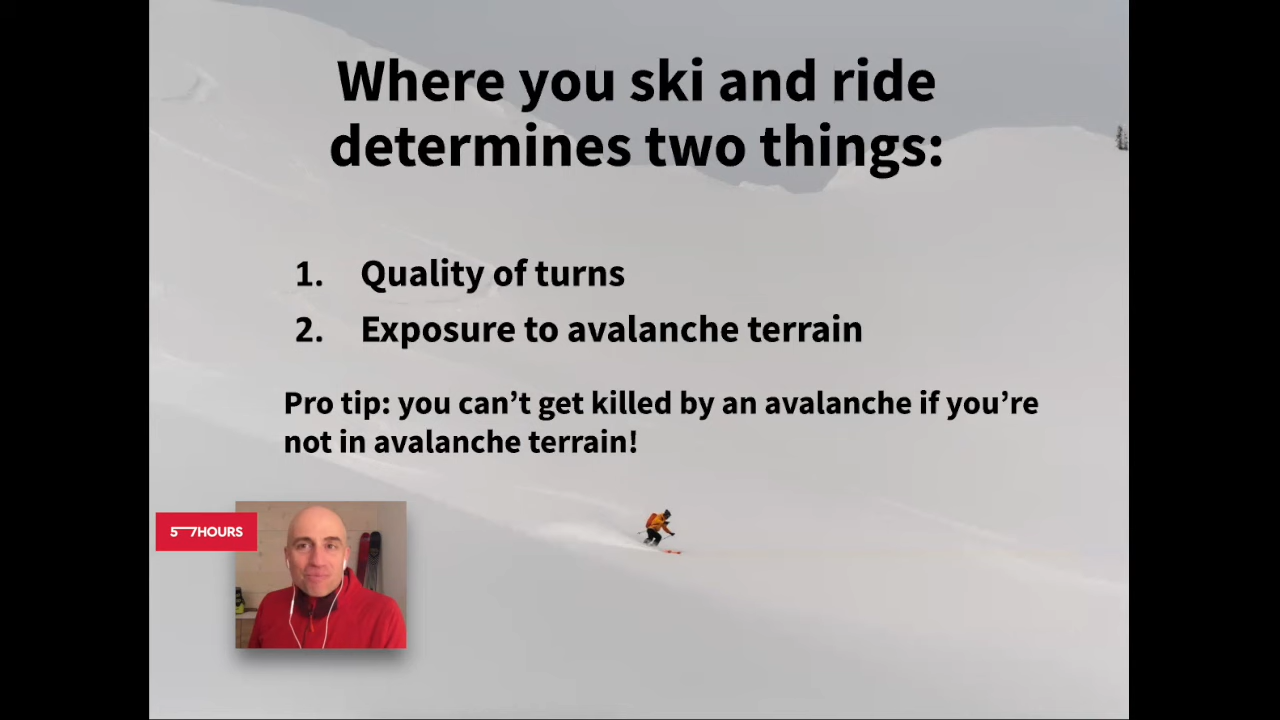 Where you ski and ride
determines two things:
1. Quality of turns
2. Exposure to avalanche terrain
Pro tip: you can’t get killed by an avalanche if you’re
not in avalanche terrain!
57HOURS